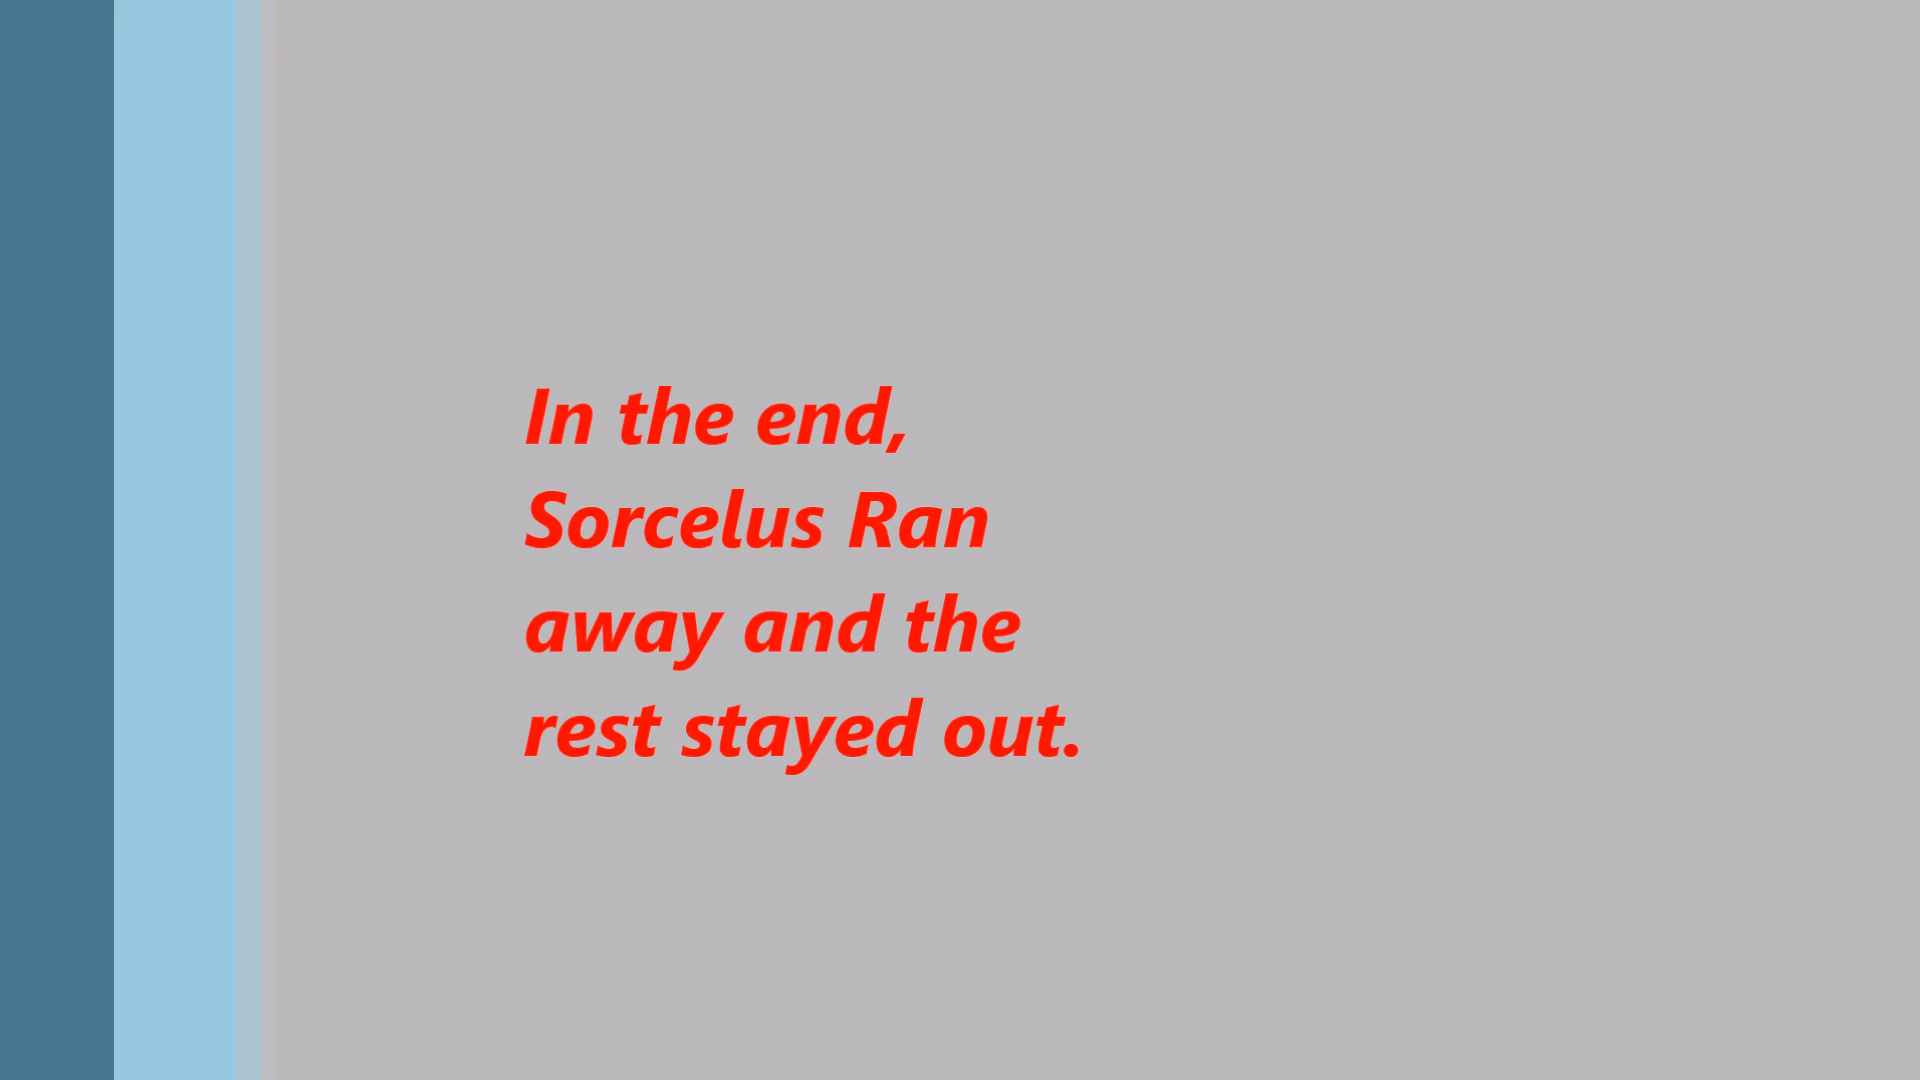 In the end,
Sorcelus Ran
away and the
rest stayed out.